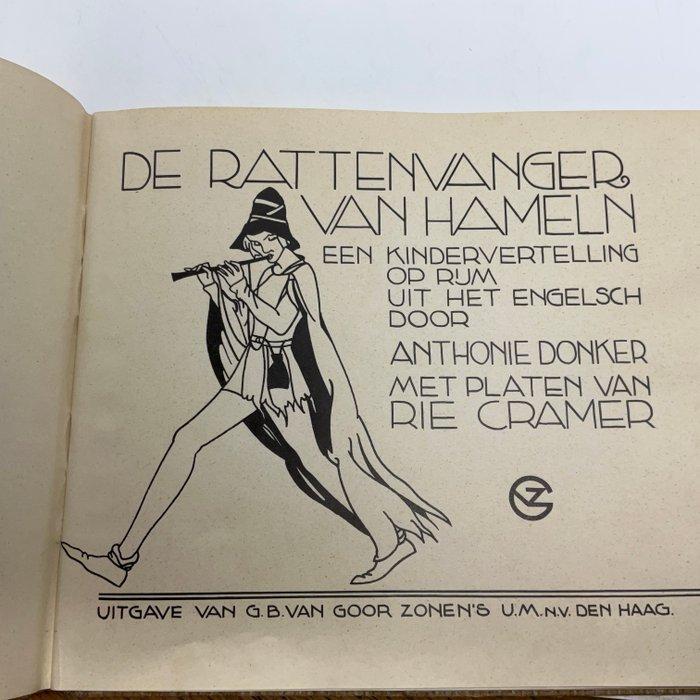 DE RATTENVANGER
VAN HAMELN
EEN KINDERVERTELLING
OP RIJM
UIT HET ENGELSCH
DOOR
ANTHONIE DONKER
MET PLATEN VAN
RIE CRAMER
GZ
UITGAVE VAN G.B. VAN GOOR ZONEN'S U.M. N.V. DEN HAAG.